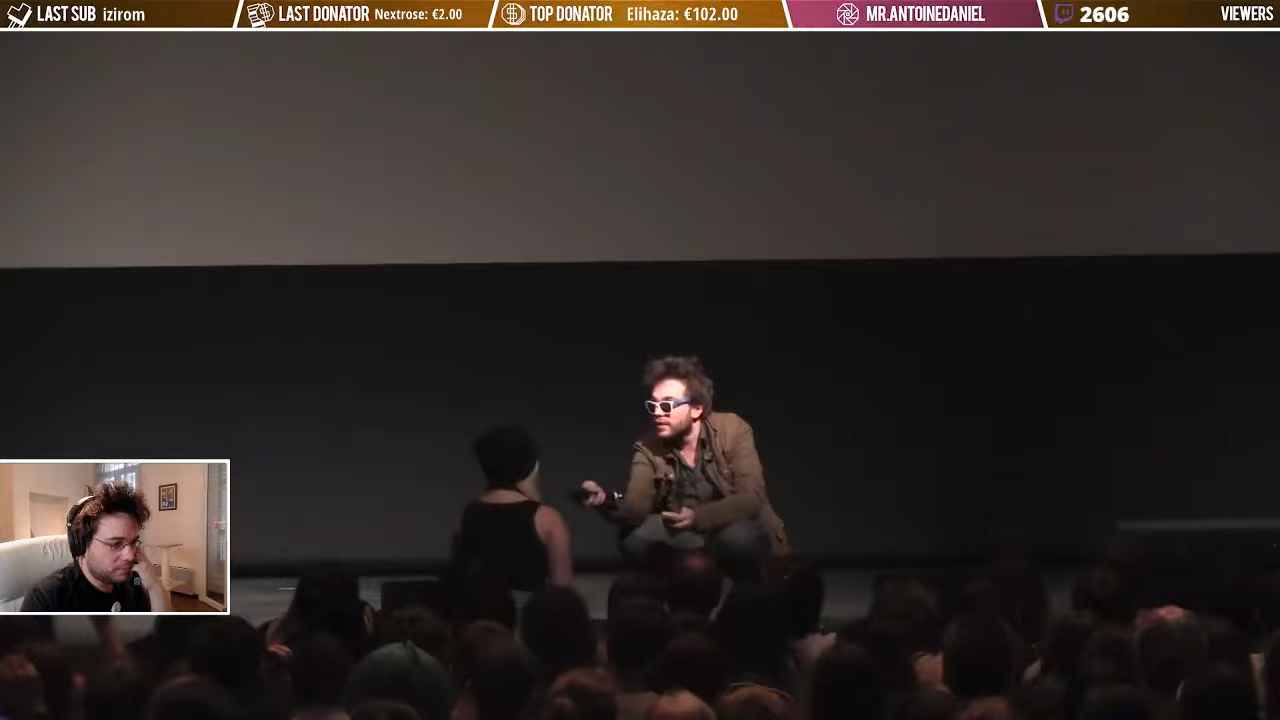 LAST SUB izirom
LAST DONATOR Nextrose: €2.00
TOP DONATOR Elihaza: €102.00
MR.ANTOINEDANIEL
2606 VIEWERS